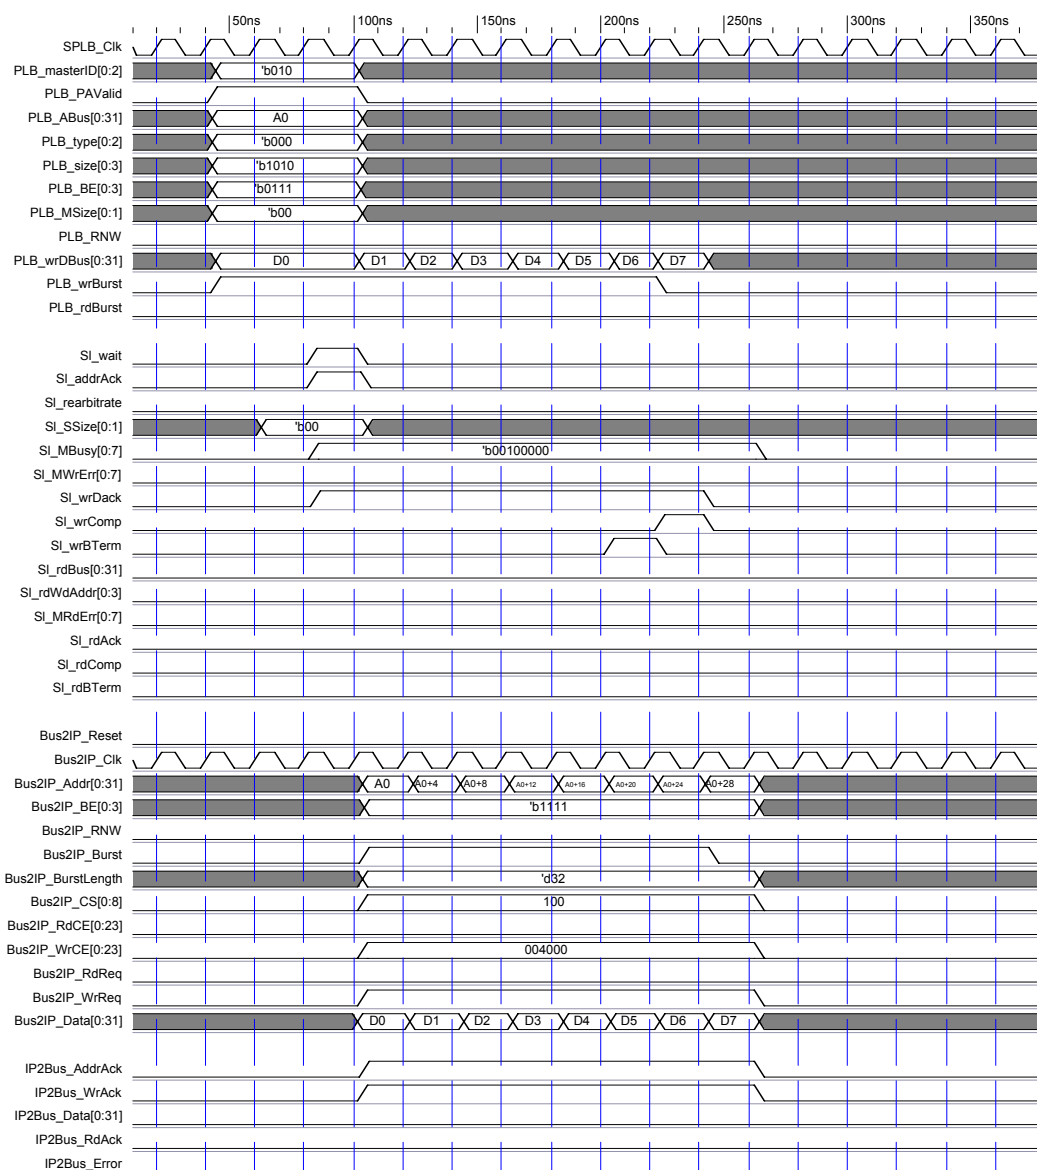 50ns 100ns 150ns 200ns 250ns 300ns 350ns
SPLB_Clk
PLB_masterID[0:2] 'b010
PLB_PAValid
PLB_ABus[0:31] A0
PLB_type[0:2] 'b000
PLB_size[0:3] 'b1010
PLB_BE[0:3] 'b0111
PLB_MSize[0:1] 'b00
PLB_RNW
PLB_wrDBus[0:31] D0 D1 D2 D3 D4 D5 D6 D7
PLB_wrBurst
PLB_rdBurst
Sl_wait
Sl_addrAck
Sl_rearbitrate
Sl_SSize[0:1] 'b00
Sl_MBusy[0:7] 'b00100000
Sl_MWrErr[0:7]
Sl_wrDack
Sl_wrComp
Sl_wrBTerm
Sl_rdBus[0:31]
Sl_rdWdAddr[0:3]
Sl_MRdErr[0:7]
Sl_rdAck
Sl_rdComp
Sl_rdBTerm
Bus2IP_Reset
Bus2IP_Clk
Bus2IP_Addr[0:31] A0 A0+4 A0+8 A0+12 A0+16 A0+20 A0+24 A0+28
Bus2IP_BE[0:3] 'b1111
Bus2IP_RNW
Bus2IP_Burst
Bus2IP_BurstLength 'd32
Bus2IP_CS[0:8] 100
Bus2IP_RdCE[0:23]
Bus2IP_WrCE[0:23] 004000
Bus2IP_RdReq
Bus2IP_WrReq
Bus2IP_Data[0:31] D0 D1 D2 D3 D4 D5 D6 D7
IP2Bus_AddrAck
IP2Bus_WrAck
IP2Bus_Data[0:31]
IP2Bus_RdAck
IP2Bus_Error